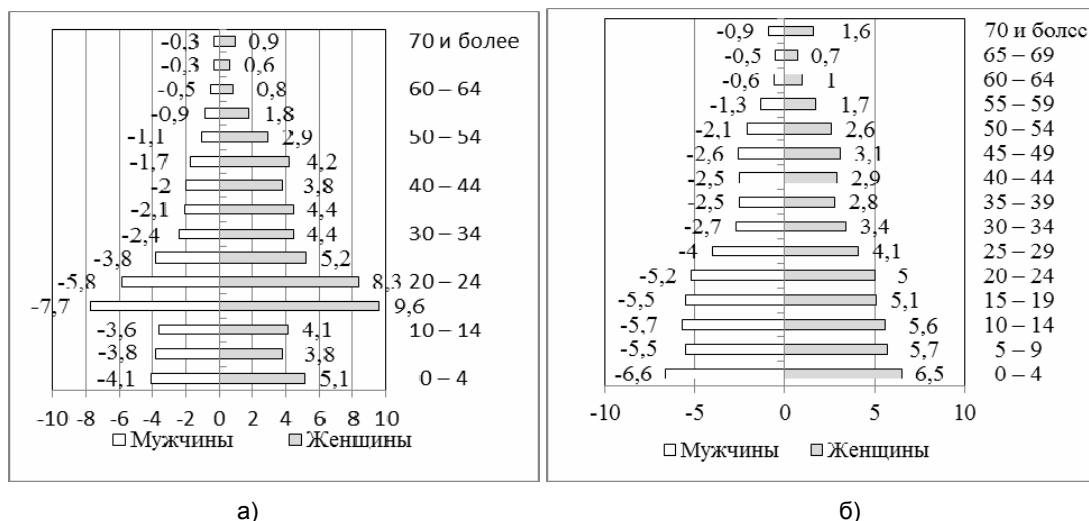 -0,3 0,9 70 и более
-0,3 0,6
-0,5 0,8 60 – 64
-0,9 1,8
-1,1 2,9 50 – 54
-1,7 4,2
-2 3,8 40 – 44
-2,1 4,4
-2,4 4,4 30 – 34
-3,8 5,2
-5,8 8,3 20 – 24
-7,7 9,6
-3,6 4,1 10 – 14
-3,8 3,8
-4,1 5,1 0 – 4
-10 -8 -6 -4 -2 0 2 4 6 8 10
Мужчины Женщины
а)
-0,9 1,6 70 и более
-0,5 0,7 65 – 69
-0,6 1 60 – 64
-1,3 1,7 55 – 59
-2,1 2,6 50 – 54
-2,6 3,1 45 – 49
-2,5 2,9 40 – 44
-2,5 2,8 35 – 39
-2,7 3,4 30 – 34
-4 4,1 25 – 29
-5,2 5 20 – 24
-5,5 5,1 15 – 19
-5,7 5,6 10 – 14
-5,5 5,7 5 – 9
-6,6 6,5 0 – 4
-10 -5 0 5 10
Мужчины Женщины
б)